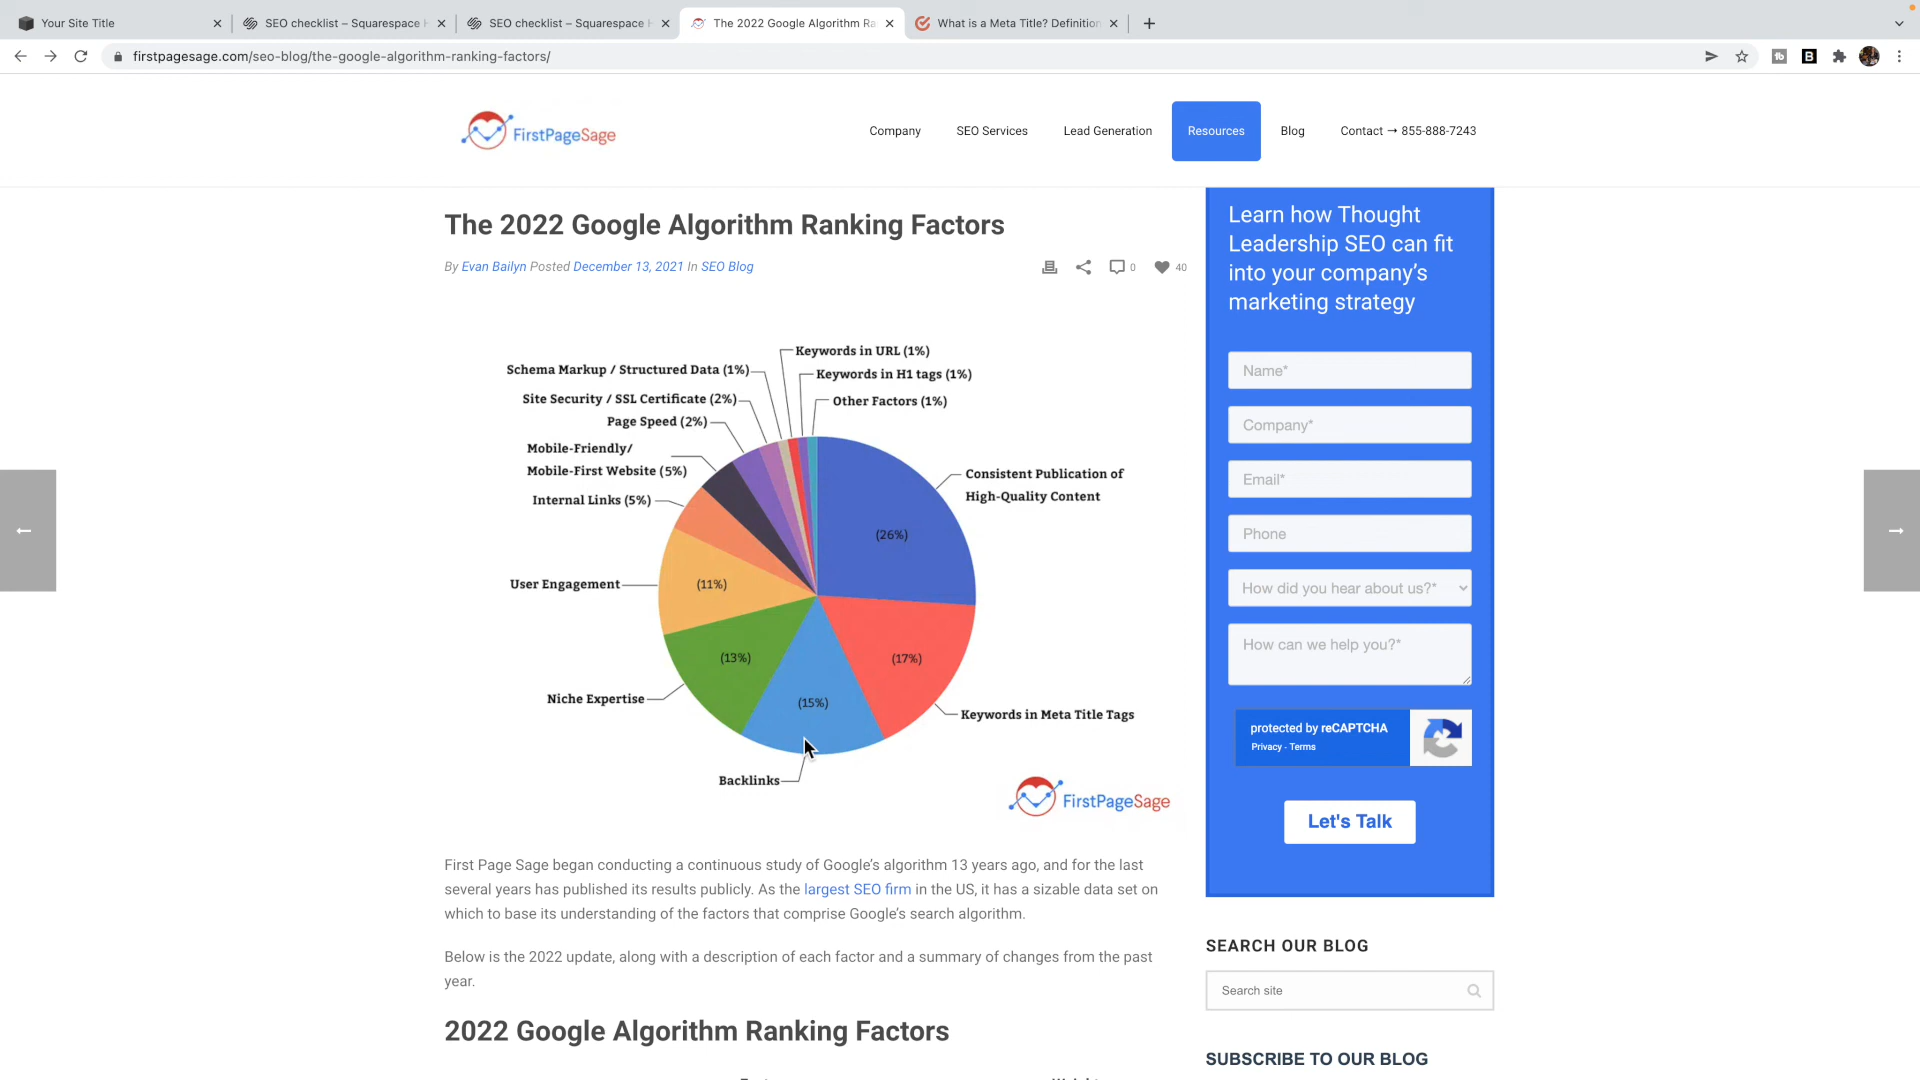 Your Site Title
SEO checklist – Squarespace H
SEO checklist – Squarespace H
The 2022 Google Algorithm Ra
What is a Meta Title? Definition
firstpagesage.com/seo-blog/the-google-algorithm-ranking-factors/
FirstPageSage
Company
SEO Services
Lead Generation
Resources
Blog
Contact → 855-888-7243
The 2022 Google Algorithm Ranking Factors
By Evan Bailyn Posted December 13, 2021 In SEO Blog
0
40
Keywords in URL (1%)
Schema Markup / Structured Data (1%)
Keywords in H1 tags (1%)
Site Security / SSL Certificate (2%)
Other Factors (1%)
Page Speed (2%)
Mobile-Friendly/
Mobile-First Website (5%)
Internal Links (5%)
Consistent Publication of
High-Quality Content
(26%)
User Engagement
(11%)
(13%)
(17%)
Niche Expertise
(15%)
Keywords in Meta Title Tags
Backlinks
FirstPageSage
First Page Sage began conducting a continuous study of Google's algorithm 13 years ago, and for the last
several years has published its results publicly. As the largest SEO firm in the US, it has a sizable data set on
which to base its understanding of the factors that comprise Google's search algorithm.
Below is the 2022 update, along with a description of each factor and a summary of changes from the past
year.
2022 Google Algorithm Ranking Factors
Learn how Thought
Leadership SEO can fit
into your company's
marketing strategy
Name*
Company*
Email*
Phone
How did you hear about us?*
How can we help you?*
protected by reCAPTCHA
Privacy - Terms
Let's Talk
SEARCH OUR BLOG
Search site
SUBSCRIBE TO OUR BLOG